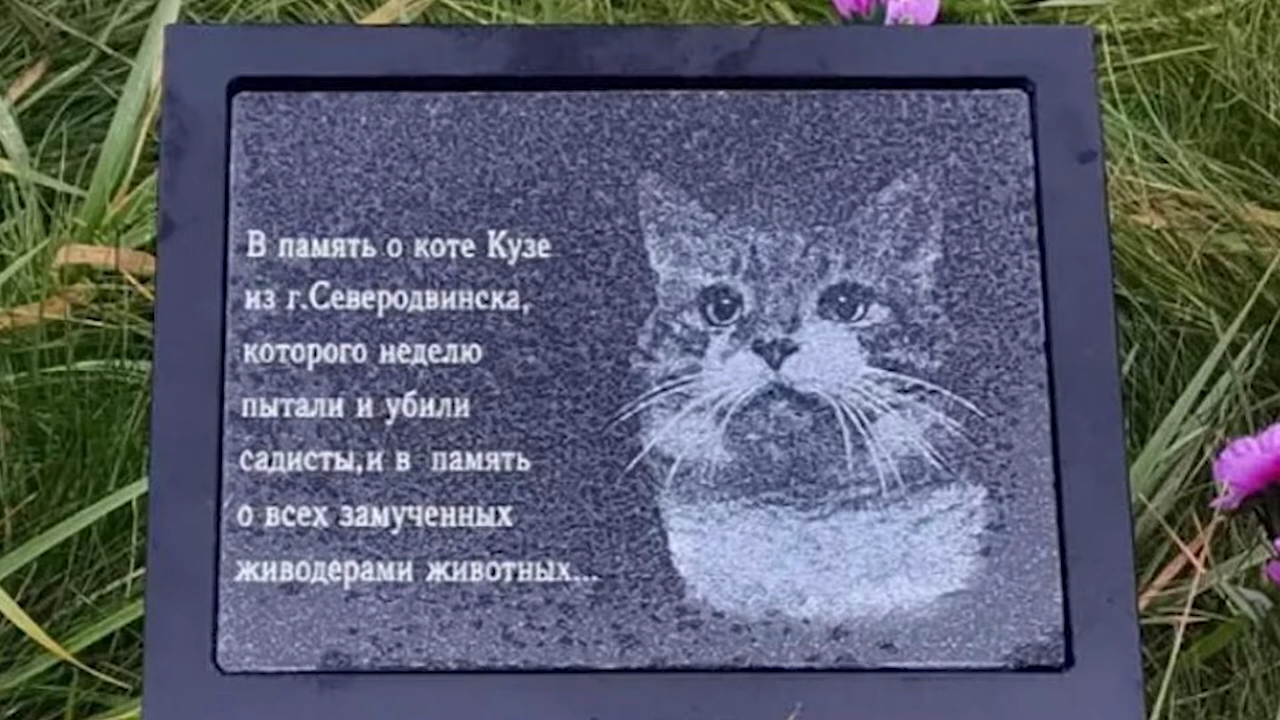 В память о коте Кузе
из г.Северодвинска,
которого неделю
пытали и убили
садисты,и в память
о всех замученных
живодерами животных...